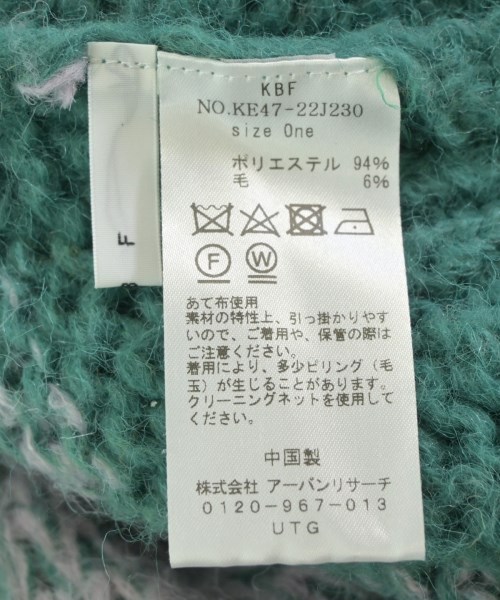 KBF
NO.KE47-22J230
size One
ポリエステル 94%
毛 6%
F
W
あて布使用
素材の特性上、引っ掛かりやす
いので、ご着用や、保管の際は
ご注意ください。
着用により、多少ピリング(毛
玉)が生じることがあります。
クリーニングネットを使用して
ください。
中国製
株式会社 アーバンリサーチ
0120-967-013
UTG
F